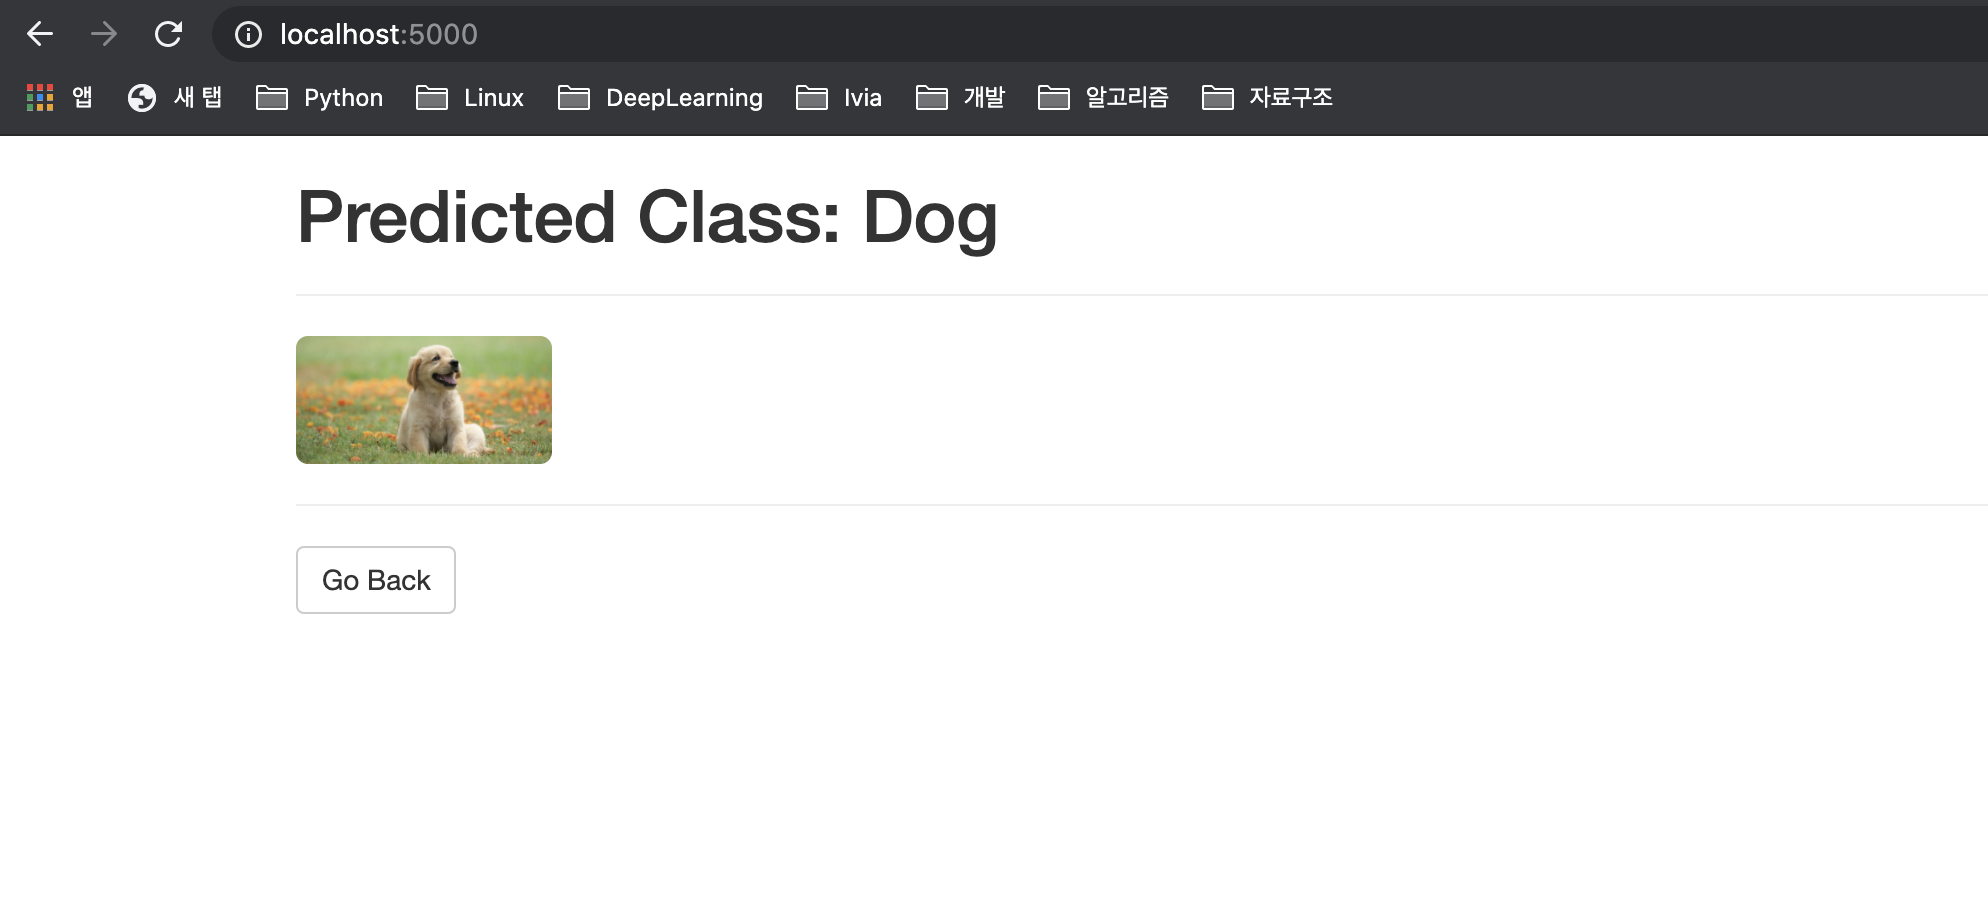 localhost:5000
앱 새 탭 Python Linux DeepLearning Ivia 개발 알고리즘 자료구조
Predicted Class: Dog
Go Back